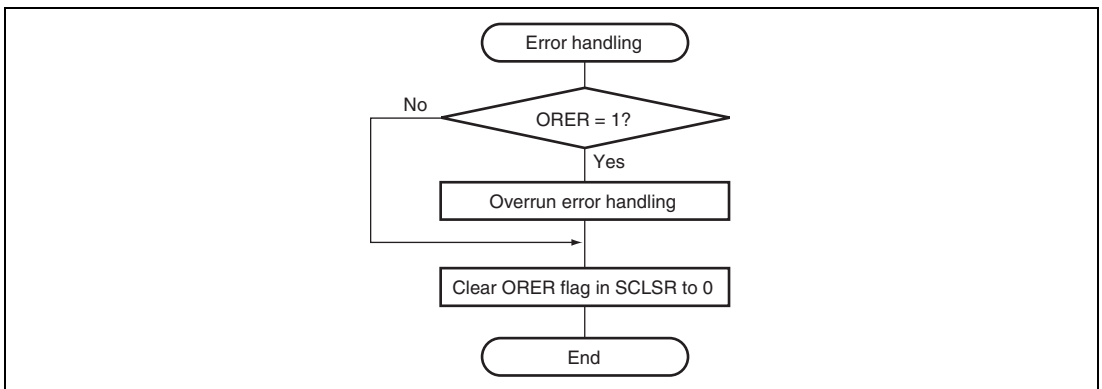 Error handling
No
ORER = 1?
Yes
Overrun error handling
Clear ORER flag in SCLSR to 0
End